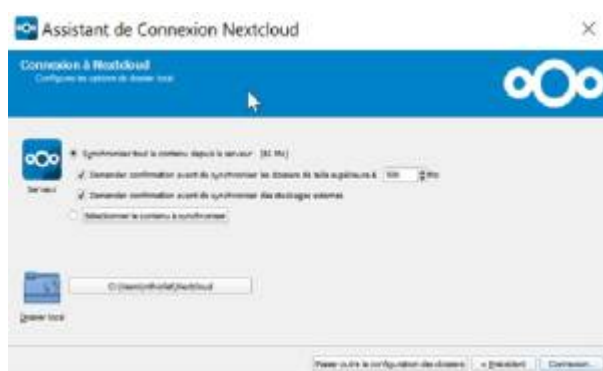 Assistant de Connexion Nextcloud
Connexion à Nextcloud
Configurer les options de dossier local
Synchroniser tout le contenu depuis le serveur
Demander confirmation avant de synchroniser les dossiers de taille supérieure à Mo
Serveur
Demander confirmation avant de synchroniser des stockages externes
Sélectionner le contenu à synchroniser
Dossier local
Passer outre la configuration des dossiers
< Précédent
Connexion...